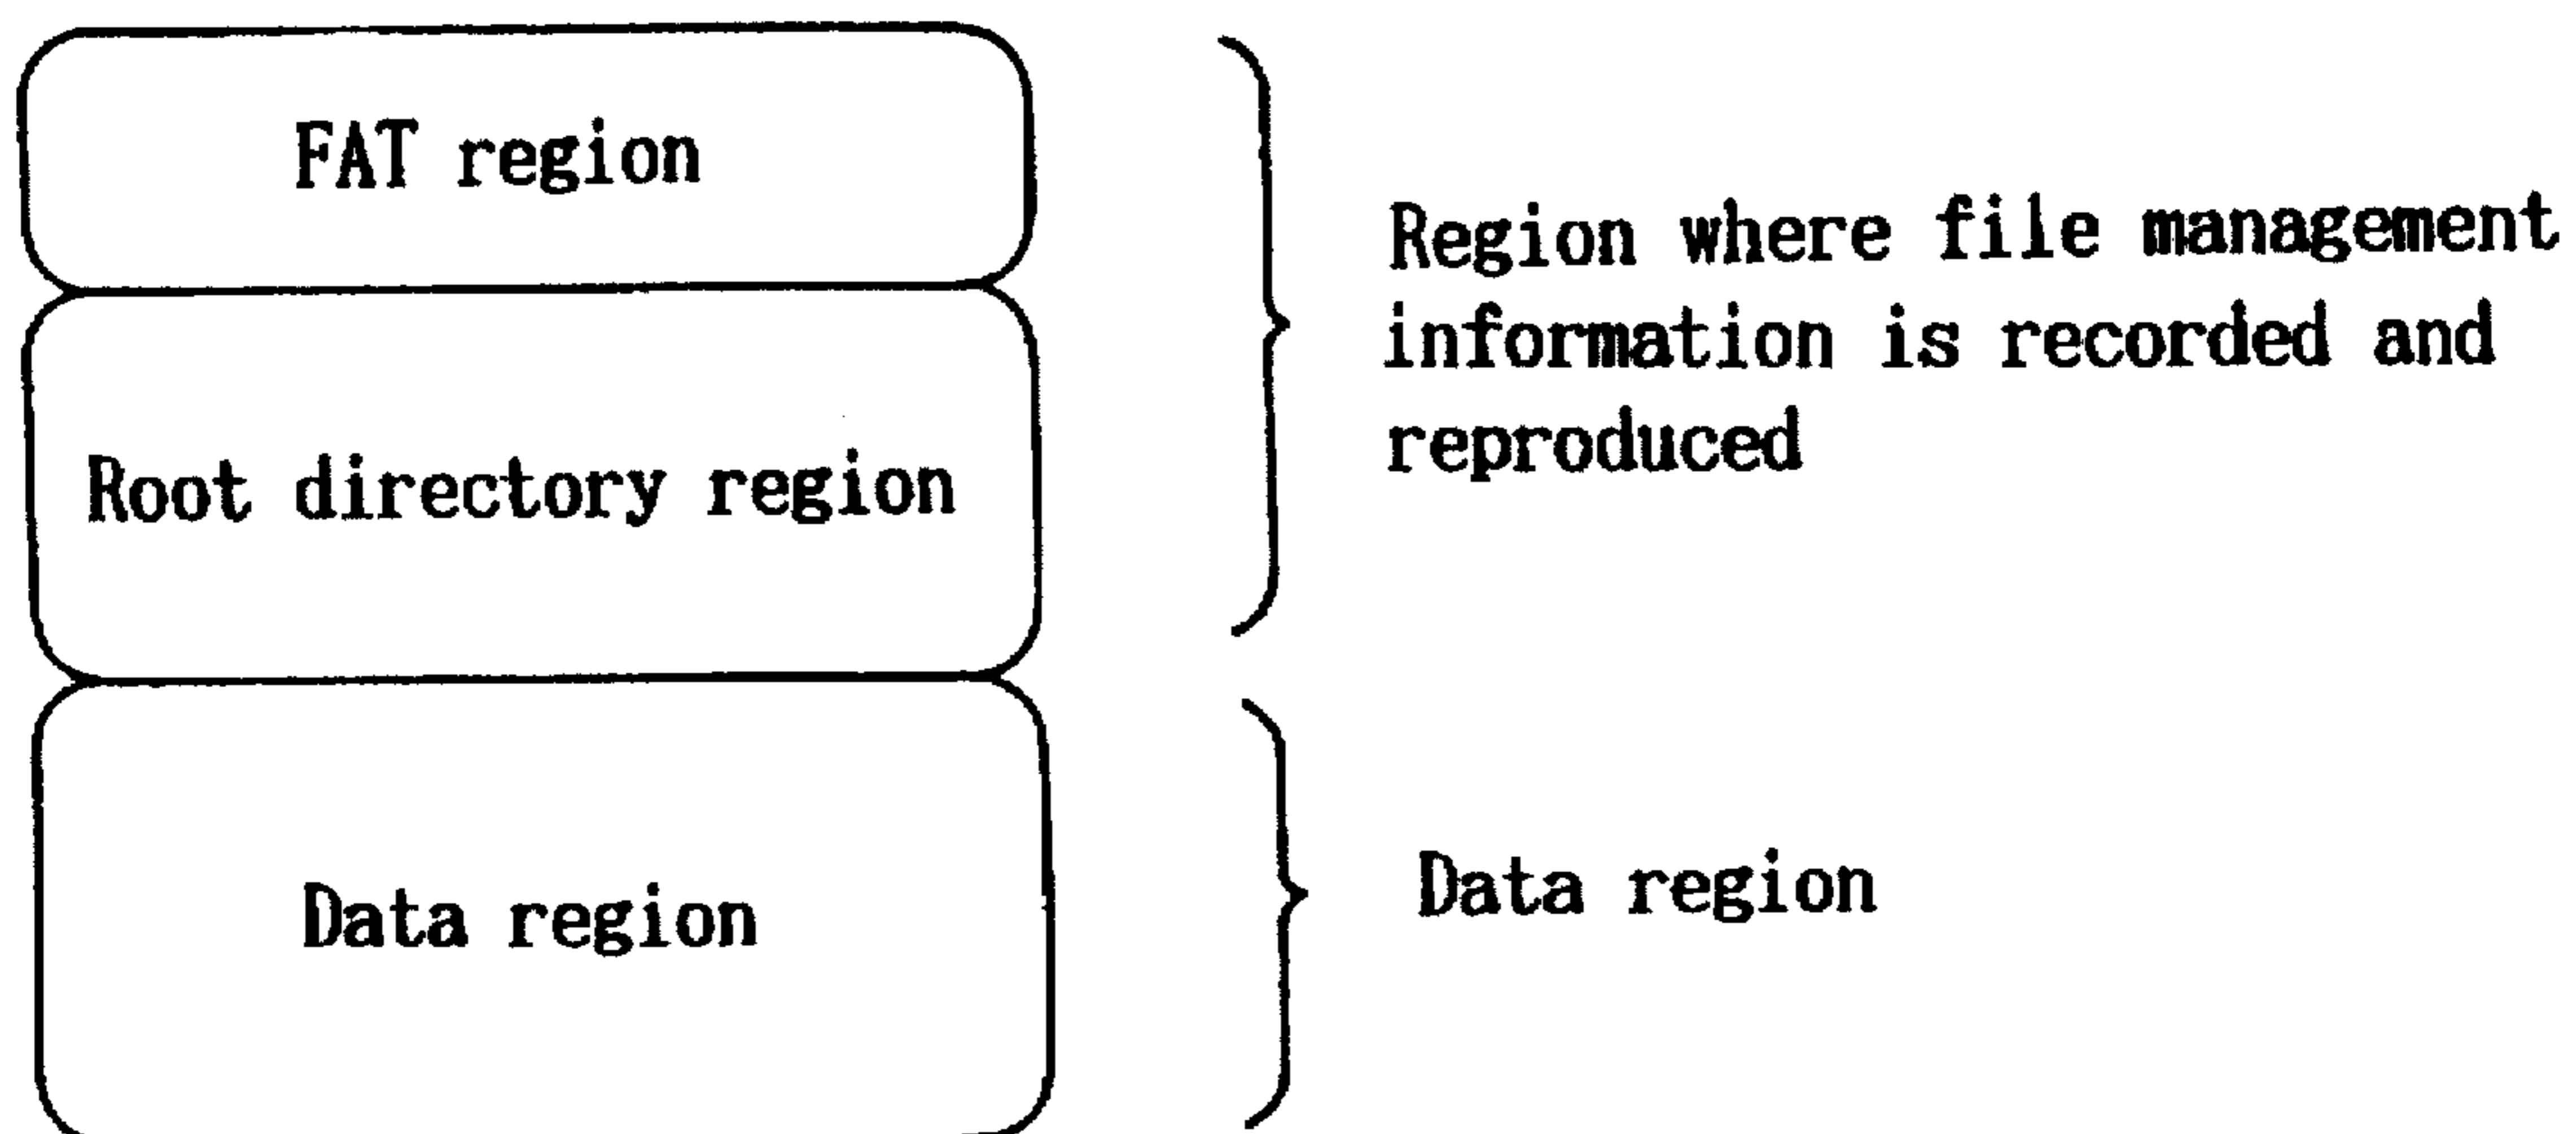 FAT region
Root directory region
Data region
Region where file management
information is recorded and
reproduced
Data region